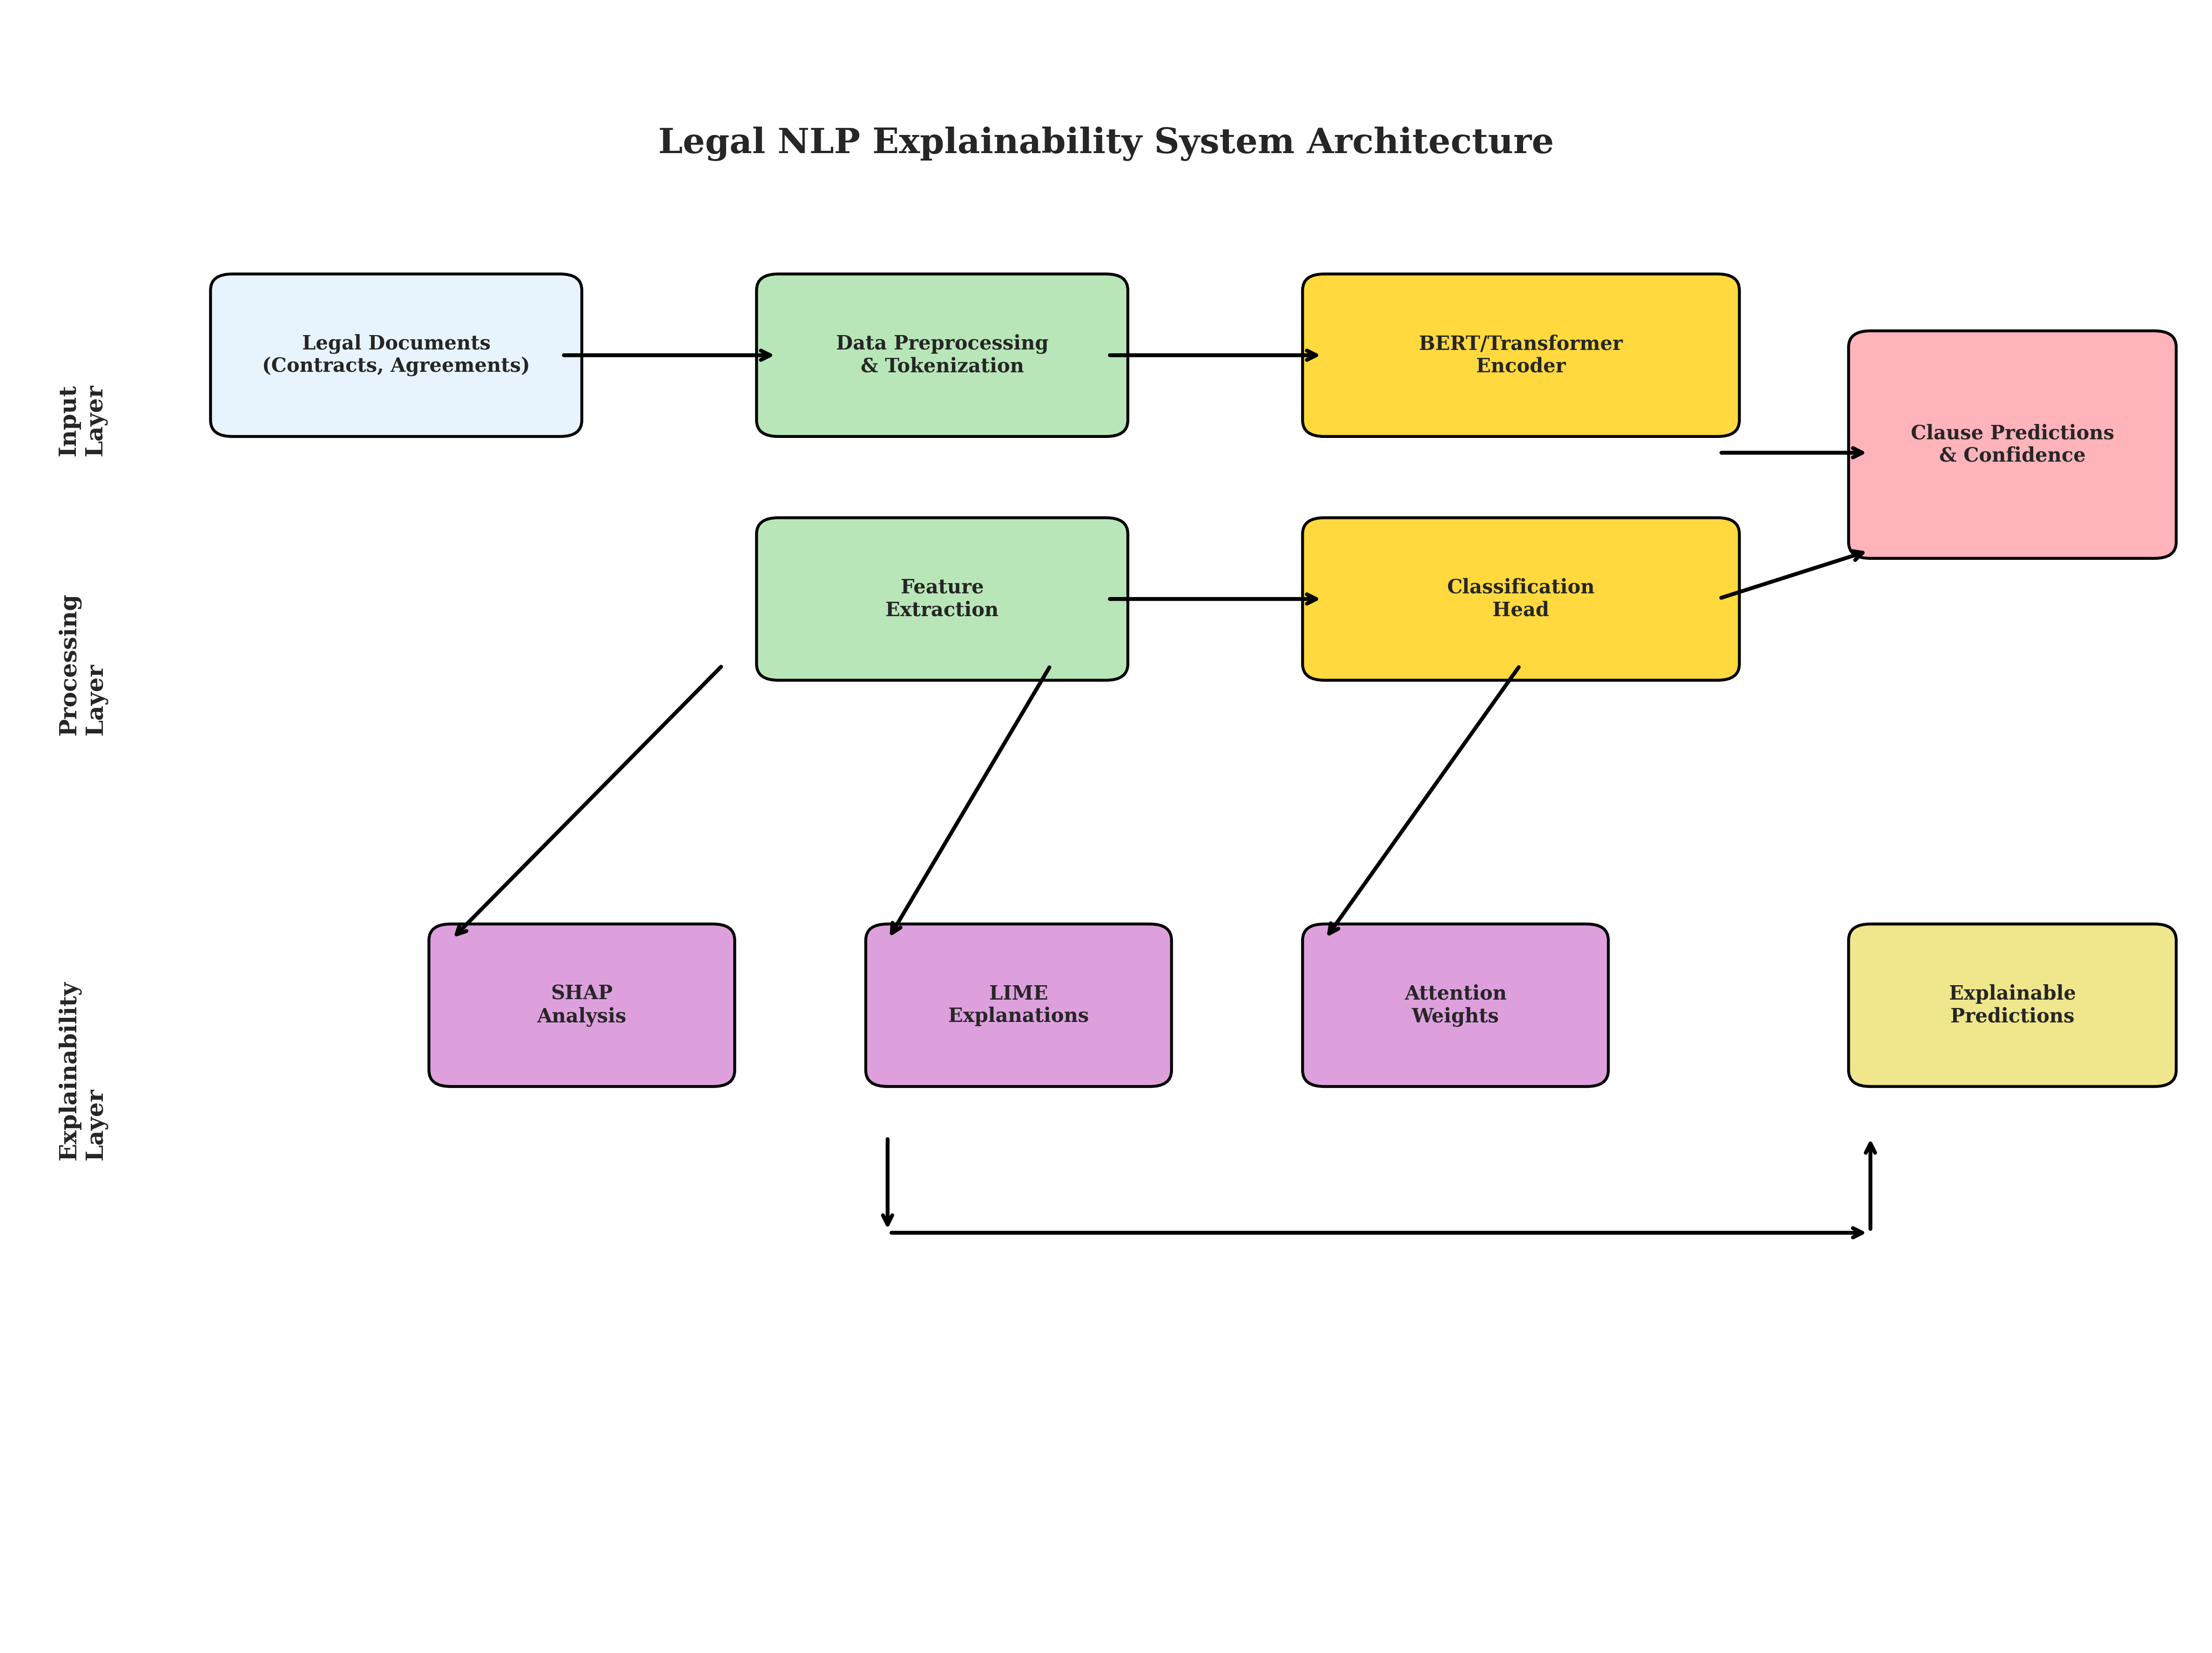 Legal NLP Explainability System Architecture
Input
Layer
Legal Documents
(Contracts, Agreements)
Data Preprocessing
& Tokenization
BERT/Transformer
Encoder
Clause Predictions
& Confidence
Processing
Layer
Feature
Extraction
Classification
Head
Explainability
Layer
SHAP
Analysis
LIME
Explanations
Attention
Weights
Explainable
Predictions